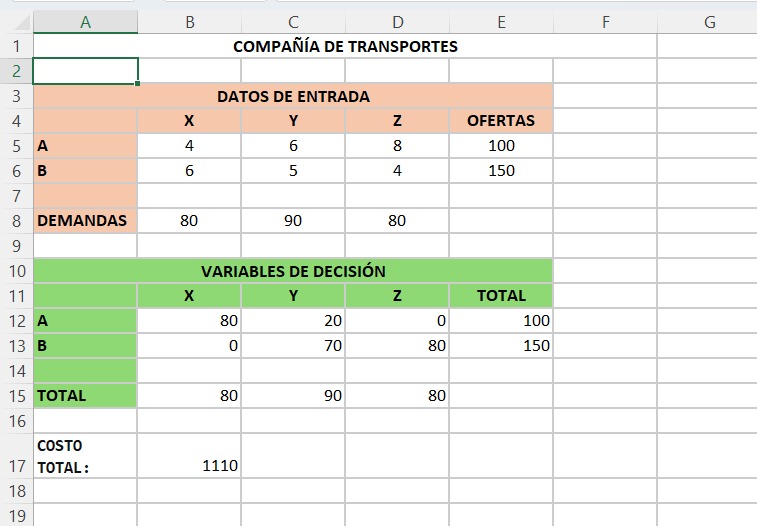 A B C D E F G
1 COMPAÑÍA DE TRANSPORTES
2
3 DATOS DE ENTRADA
4 X Y Z OFERTAS
5 A 4 6 8 100
6 B 6 5 4 150
7
8 DEMANDAS 80 90 80
9
10 VARIABLES DE DECISIÓN
11 X Y Z TOTAL
12 A 80 20 0 100
13 B 0 70 80 150
14
15 TOTAL 80 90 80
16
COSTO
17 TOTAL: 1110
18
19